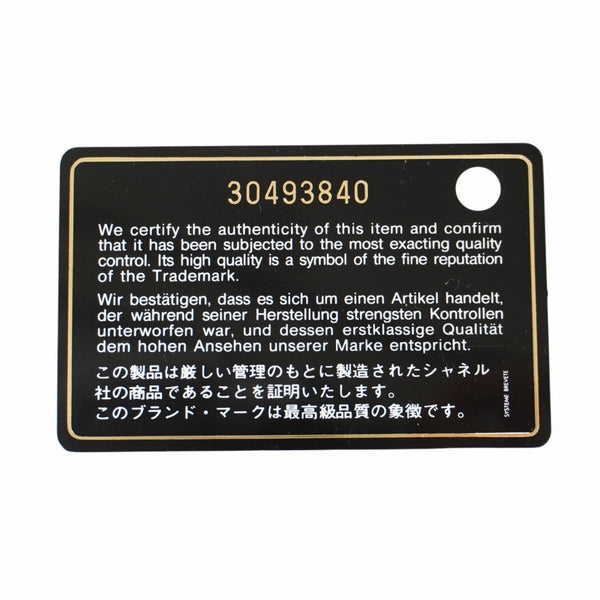 30493840
We certify the authenticity of this item and confirm
that it has been subjected to the most exacting quality
control. Its high quality is a symbol of the fine reputation
of the Trademark.
Wir bestätigen, dass es sich um einen Artikel handelt,
der während seiner Herstellung strengsten Kontrollen
unterworfen war, und dessen erstklassige Qualität
dem hohen Ansehen unserer Marke entspricht.
この製品は厳しい管理のもとに製造されたシャネル
社の商品であることを証明いたします。
このブランド・マークは最高級品質の象徴です。
SYSTEME BREVETE